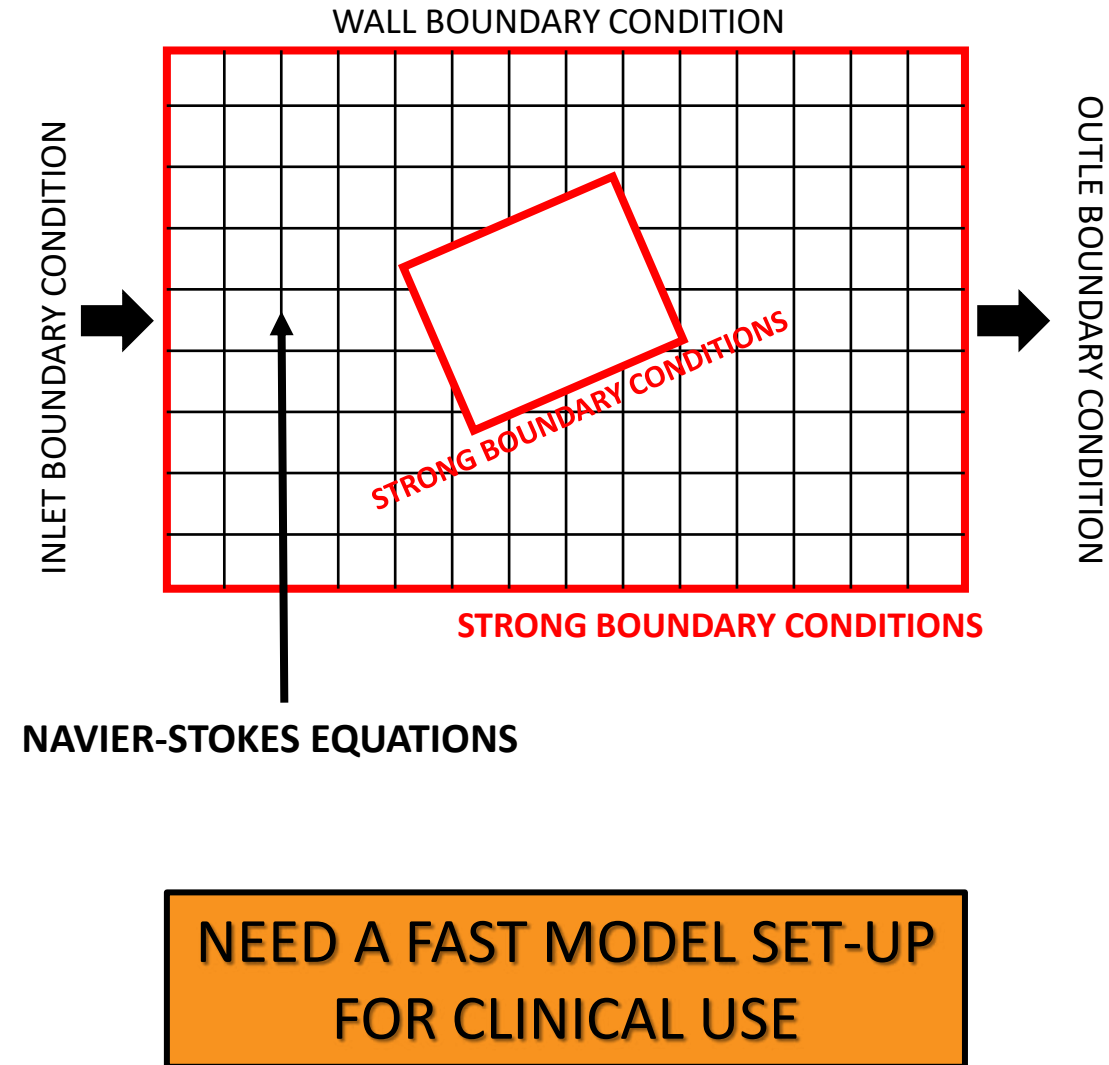 WALL BOUNDARY CONDITION
INLET BOUNDARY CONDITION
OUTLE BOUNDARY CONDITION
STRONG BOUNDARY CONDITIONS
STRONG BOUNDARY CONDITIONS
NAVIER-STOKES EQUATIONS
NEED A FAST MODEL SET-UP
FOR CLINICAL USE